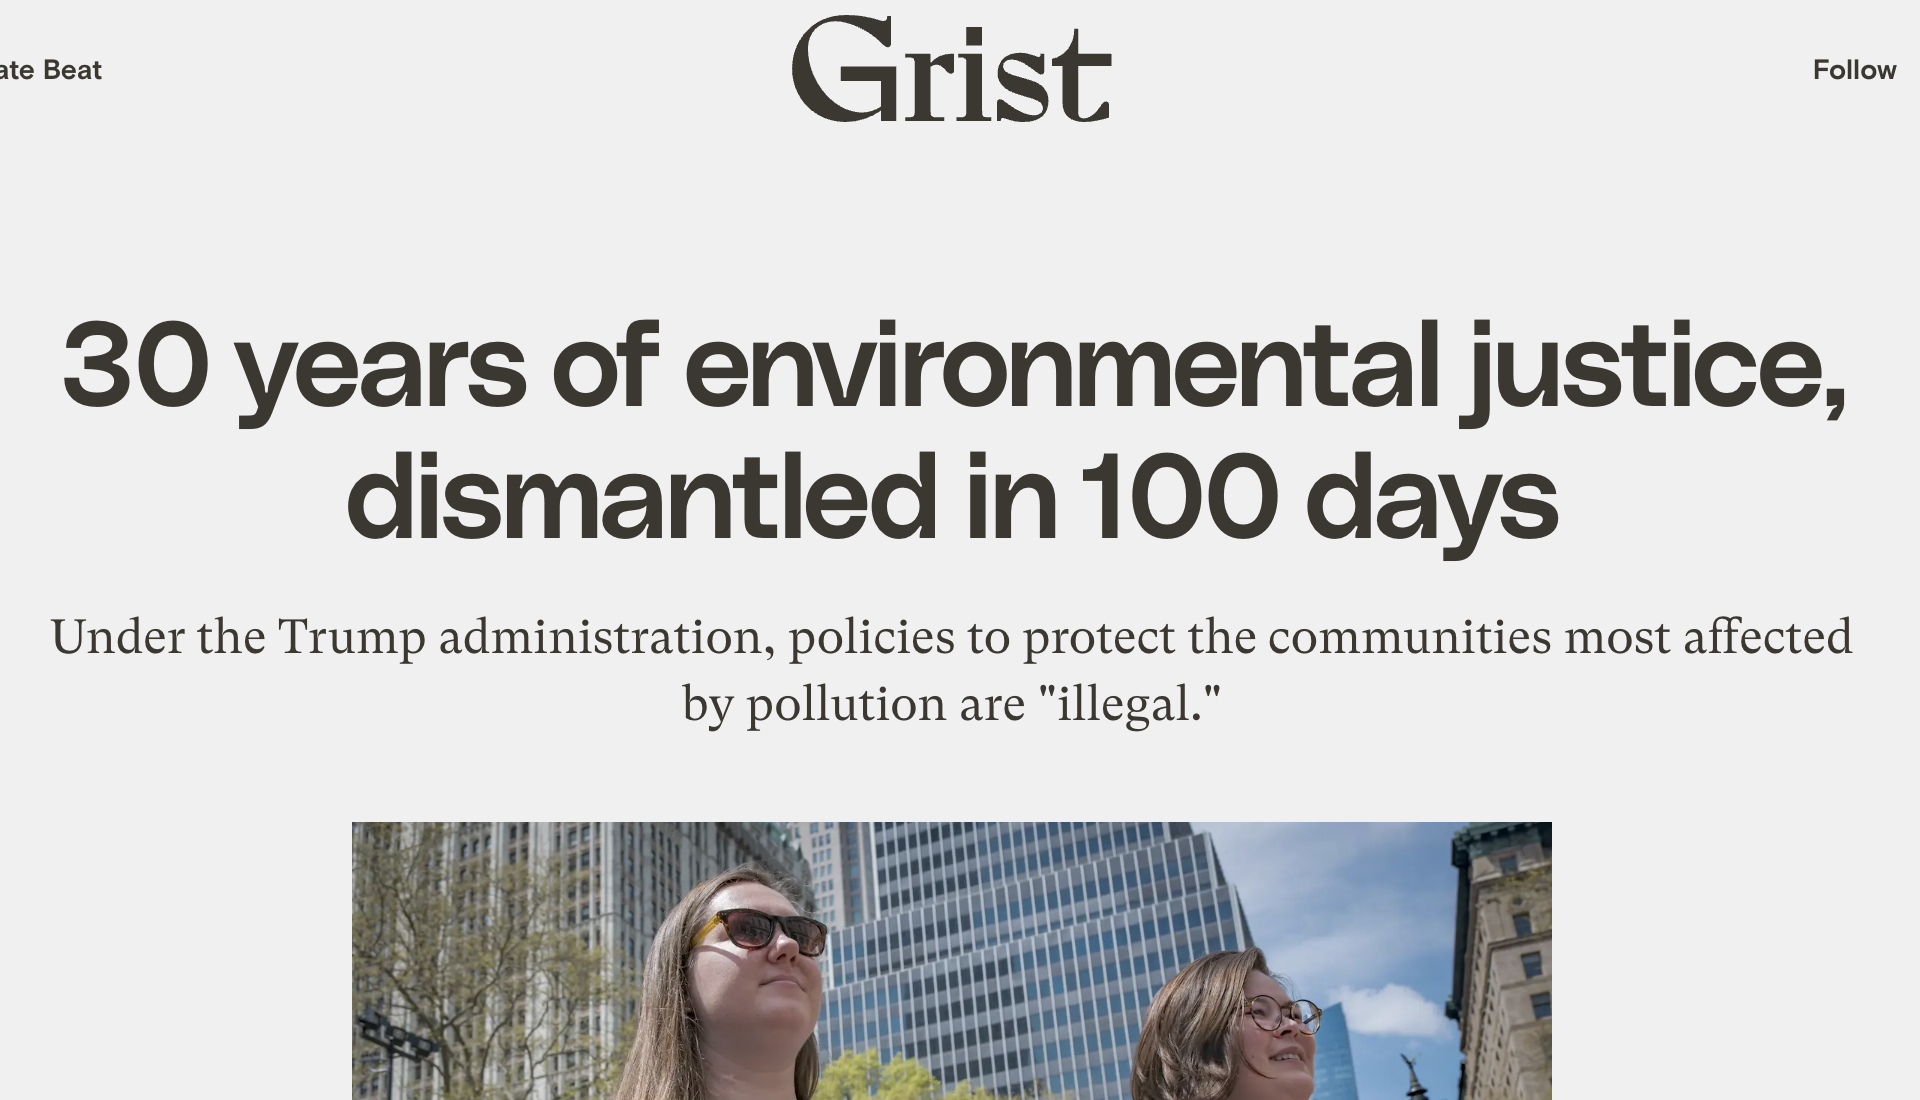 ate Beat
Grist
Follow
30 years of environmental justice,
dismantled in 100 days
Under the Trump administration, policies to protect the communities most affected
by pollution are "illegal."